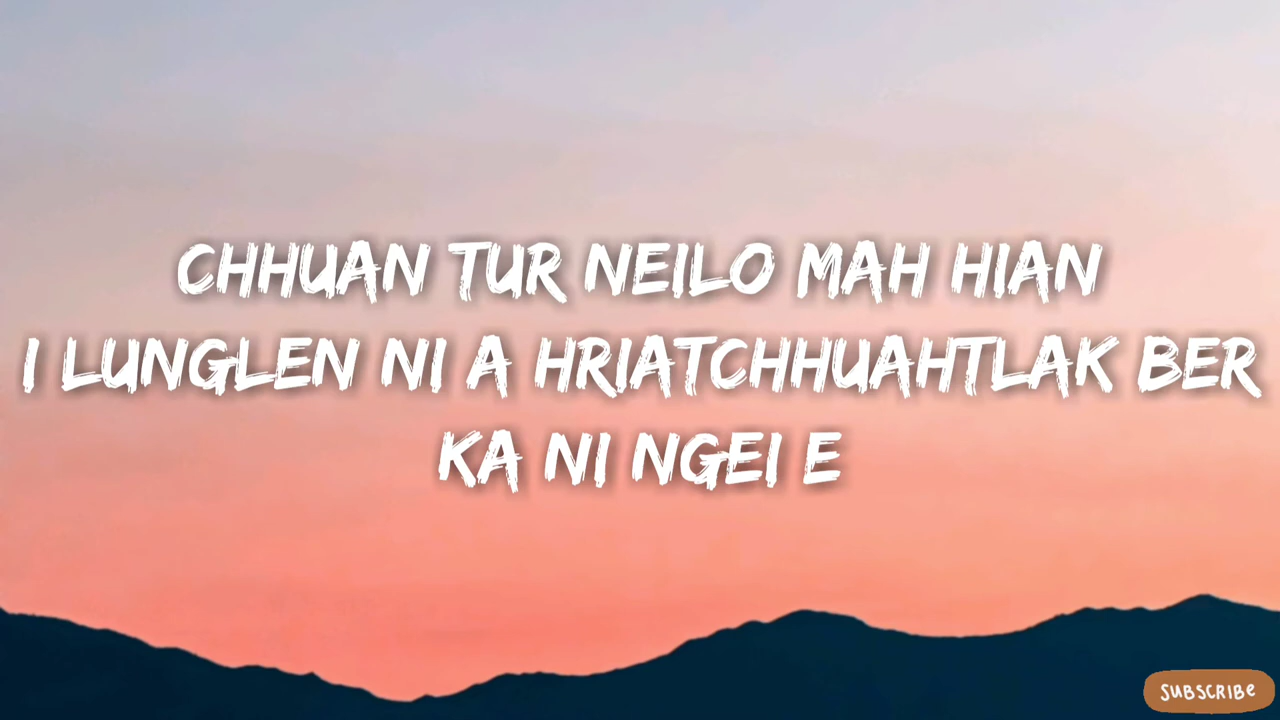 CHHUAN TUR NEILO MAH HIAN
I LUNGLEN NI A HRIATCHHUAHTLAK BER
KA NI NGEI E
SUBSCRIBE